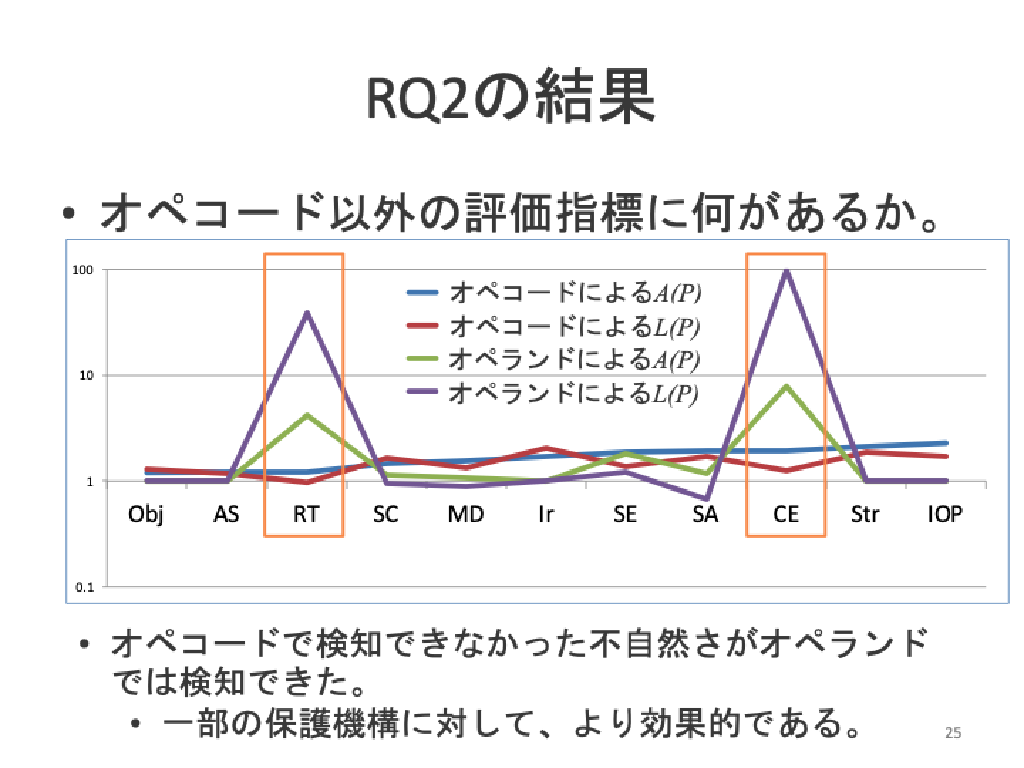 RQ2の結果
• オペコード以外の評価指標に何があるか。
100
10
1
0.1
オペコードによるA(P)
オペコードによるL(P)
オペランドによるA(P)
オペランドによるL(P)
Obj AS RT SC MD Ir SE SA CE Str IOP
• オペコードで検知できなかった不自然さがオペランド
では検知できた。
• 一部の保護機構に対して、より効果的である。
25